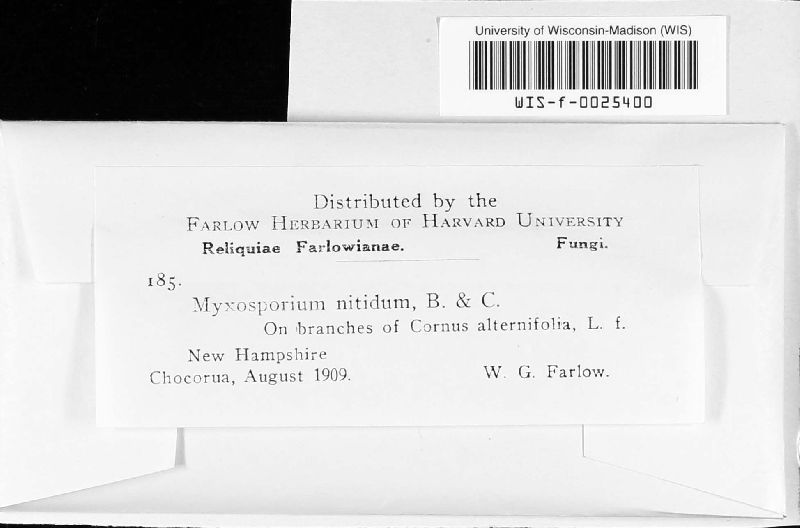 University of Wisconsin-Madison (WIS)
WIS-f-0025400
Distributed by the
Farlow Herbarium of Harvard University
Reliquiae Farlowianae. Fungi.
185.
Myxosporium nitidum, B. & C.
On branches of Cornus alternifolia, L. f.
New Hampshire
Chocorua, August 1909. W. G. Farlow.